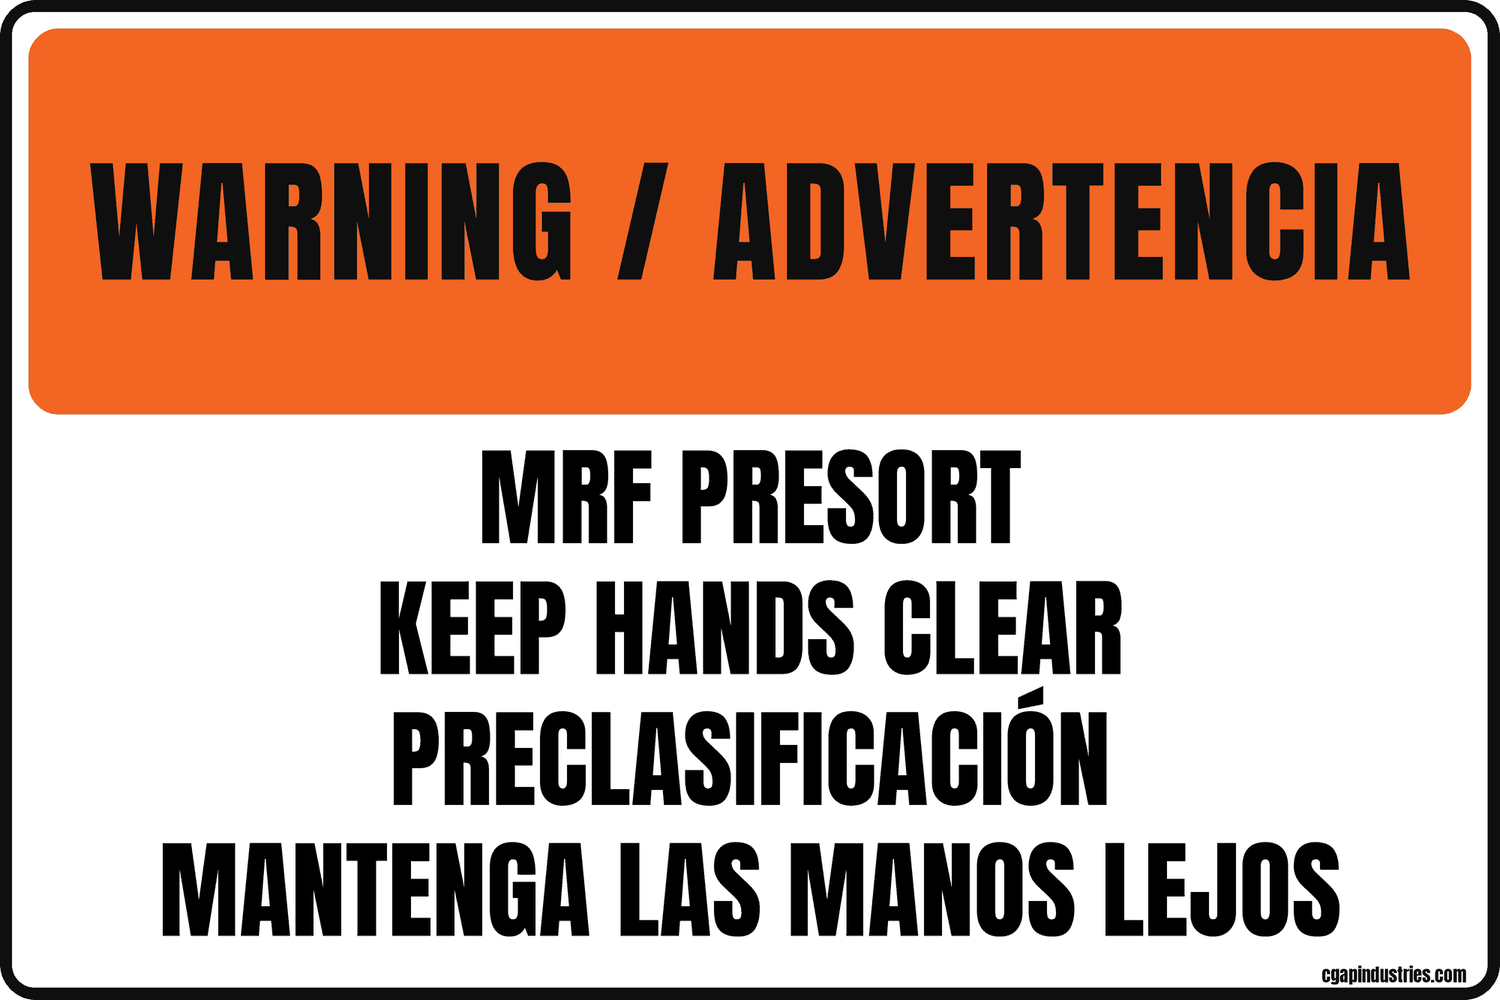 WARNING / ADVERTENCIA
MRF PRESORT
KEEP HANDS CLEAR
PRECLASIFICACIÓN
MANTENGA LAS MANOS LEJOS
cgapindustries.com